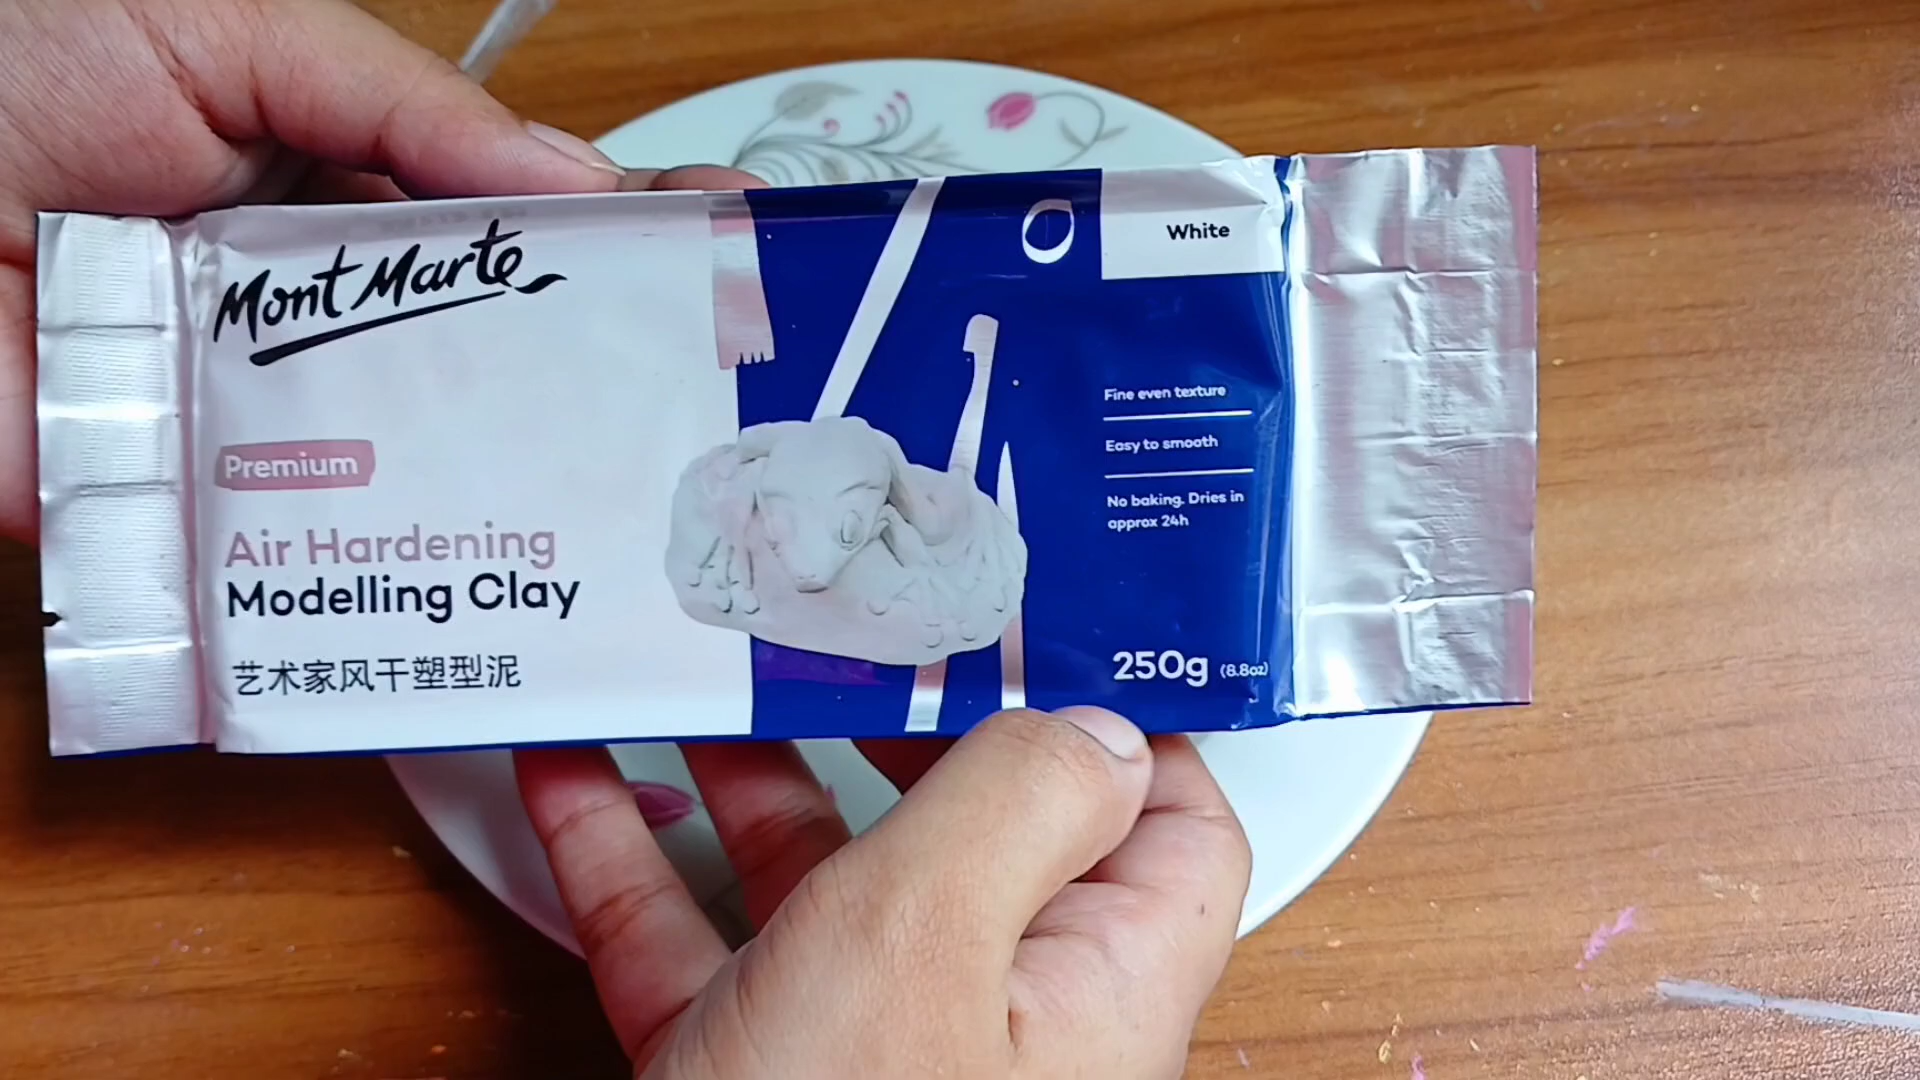 Mont Marte
White
Premium
Air Hardening
Modelling Clay
艺术家风干塑型泥
Fine even texture
Easy to smooth
No baking. Dries in
approx 24h
250g (8.8oz)